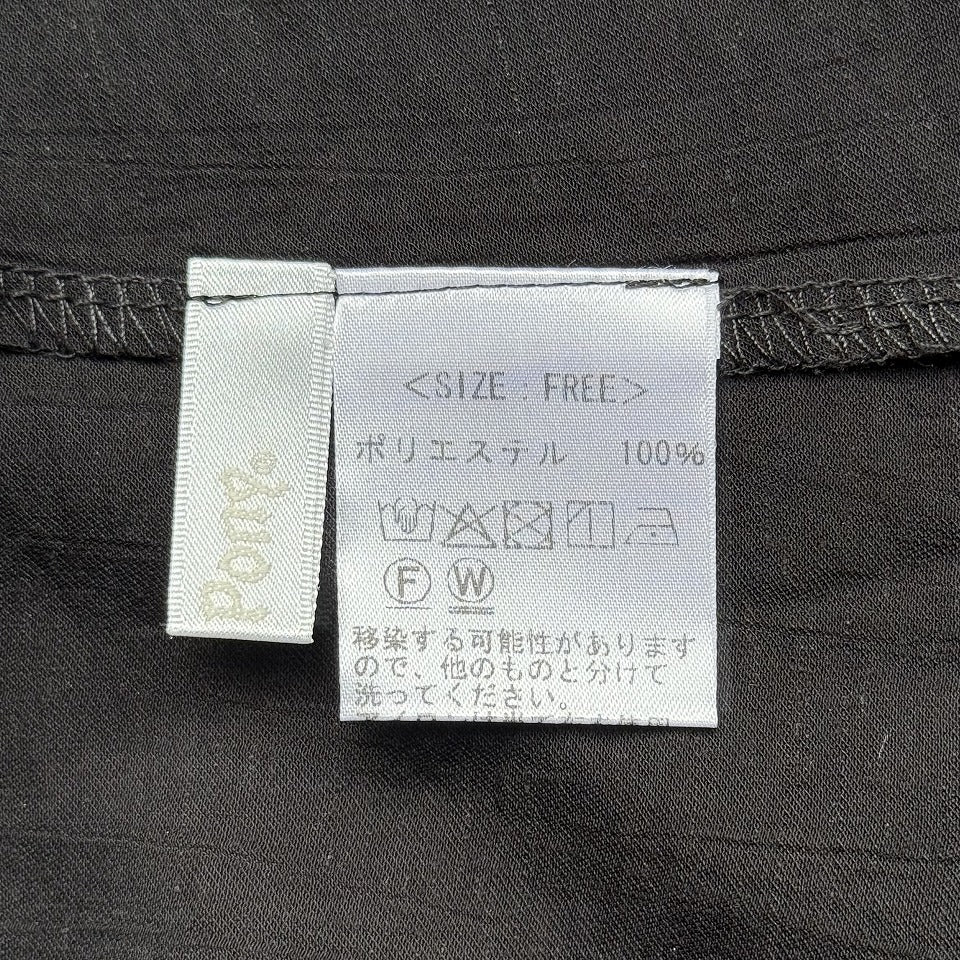 <SIZE : FREE>
ポリエステル 100%
F W
移染する可能性があります
ので、他のものと分けて
洗ってください。